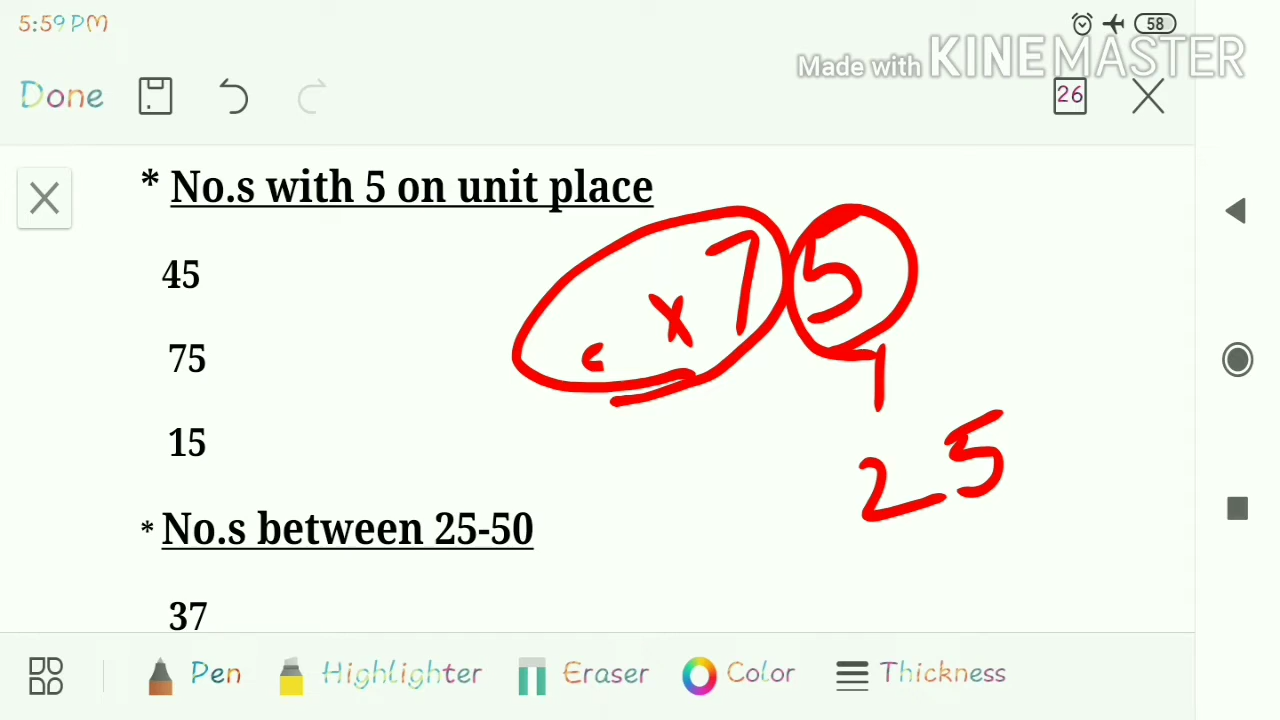 5:59 PM 58
Made with KINEMASTER
Done 26
* No.s with 5 on unit place
45
75
15
x 7 5
25
* No.s between 25-50
37
Pen Highlighter Eraser Color Thickness